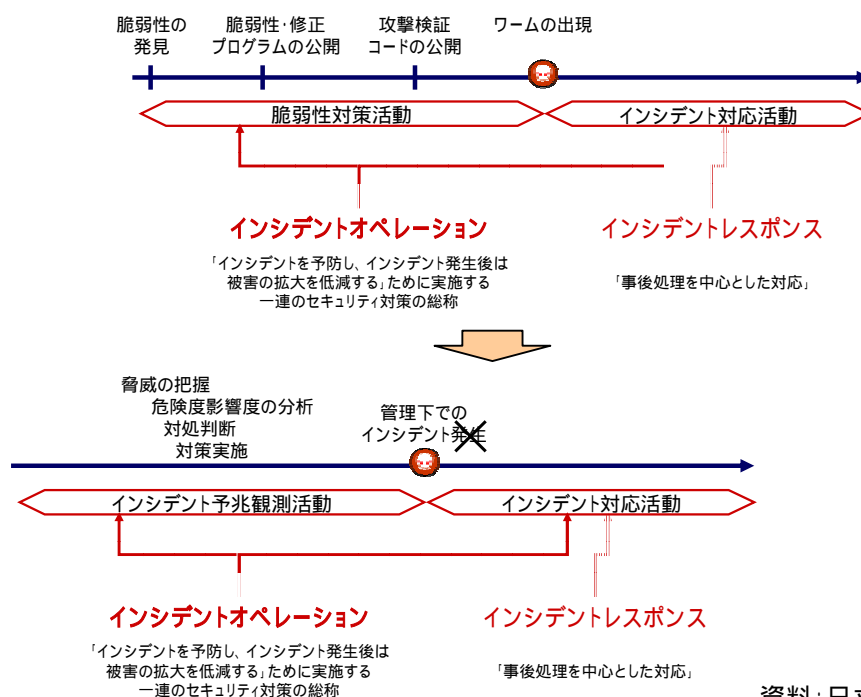 脆弱性の
発見
脆弱性・修正
プログラムの公開
攻撃検証
コードの公開
ワームの出現
脆弱性対策活動
インシデント対応活動
インシデントオペレーション
「インシデントを予防し、インシデント発生後は
被害の拡大を低減する」ために実施する
一連のセキュリティ対策の総称
インシデントレスポンス
「事後処理を中心とした対応」
脅威の把握
危険度影響度の分析
対処判断
対策実施
管理下での
インシデント発生
インシデント予兆観測活動
インシデント対応活動
インシデントオペレーション
「インシデントを予防し、インシデント発生後は
被害の拡大を低減する」ために実施する
一連のセキュリティ対策の総称
インシデントレスポンス
「事後処理を中心とした対応」
資料：日